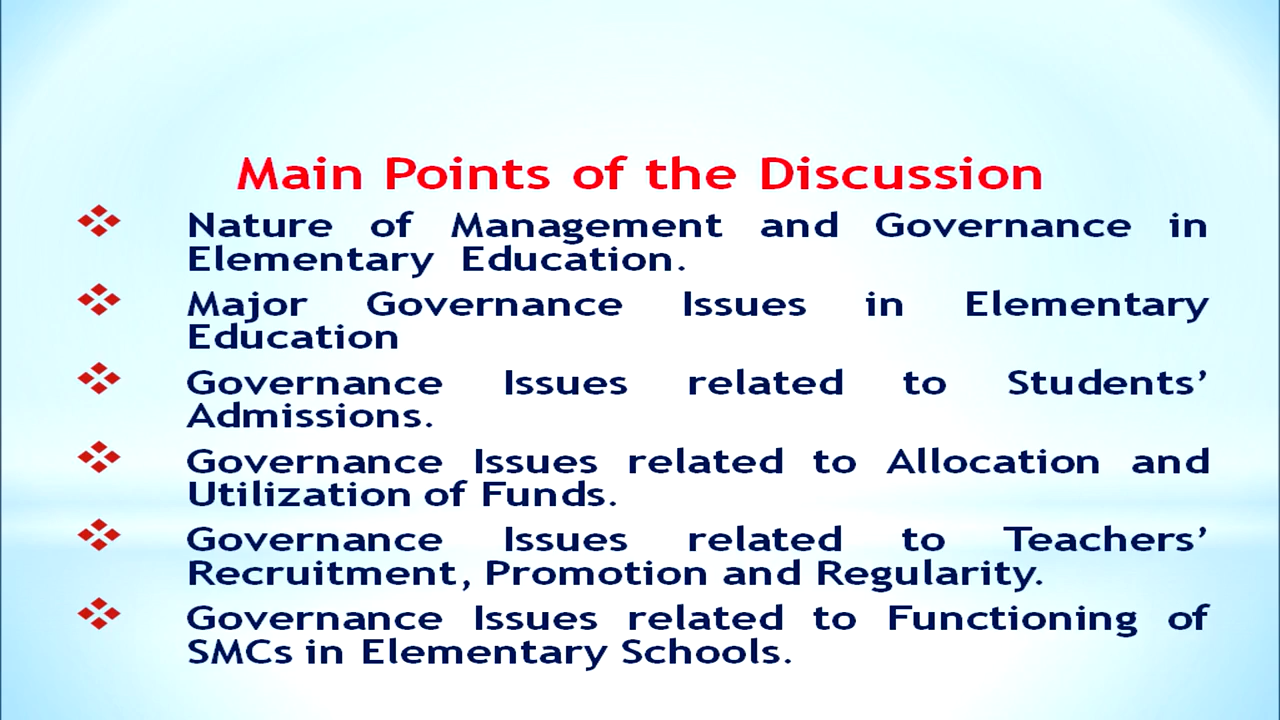 Main Points of the Discussion
Nature of Management and Governance in
Elementary Education.
Major Governance Issues in Elementary
Education
Governance Issues related to Students’
Admissions.
Governance Issues related to Allocation and
Utilization of Funds.
Governance Issues related to Teachers’
Recruitment, Promotion and Regularity.
Governance Issues related to Functioning of
SMCs in Elementary Schools.